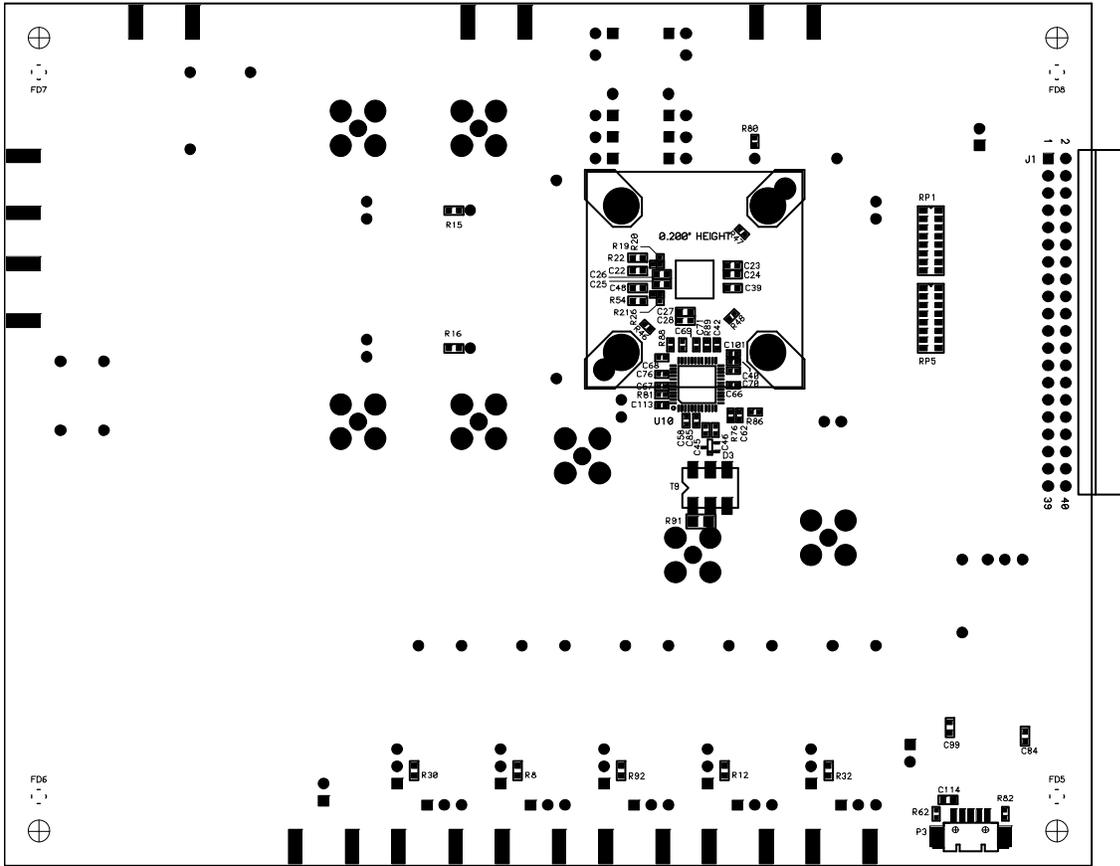 FD7
FD8
R80
1 2
J1
RP1
R15
0.200" HEIGHT
R47
R20
R19
R22
C22
C26
C25
C48
R54
R21
R26
R46
C23
C24
C39
C27
C28
R48
C69
C71
R89
C42
R88
RP5
R16
C101
C68
C76
C40
C70
C67
R81
C66
C113
U10
R86
C58
C85
C45
C46
R76
C62
D3
T9
R91
39 40
C99
C84
R30
R8
R92
R12
R32
FD6
FD5
C114
R62
R82
P3